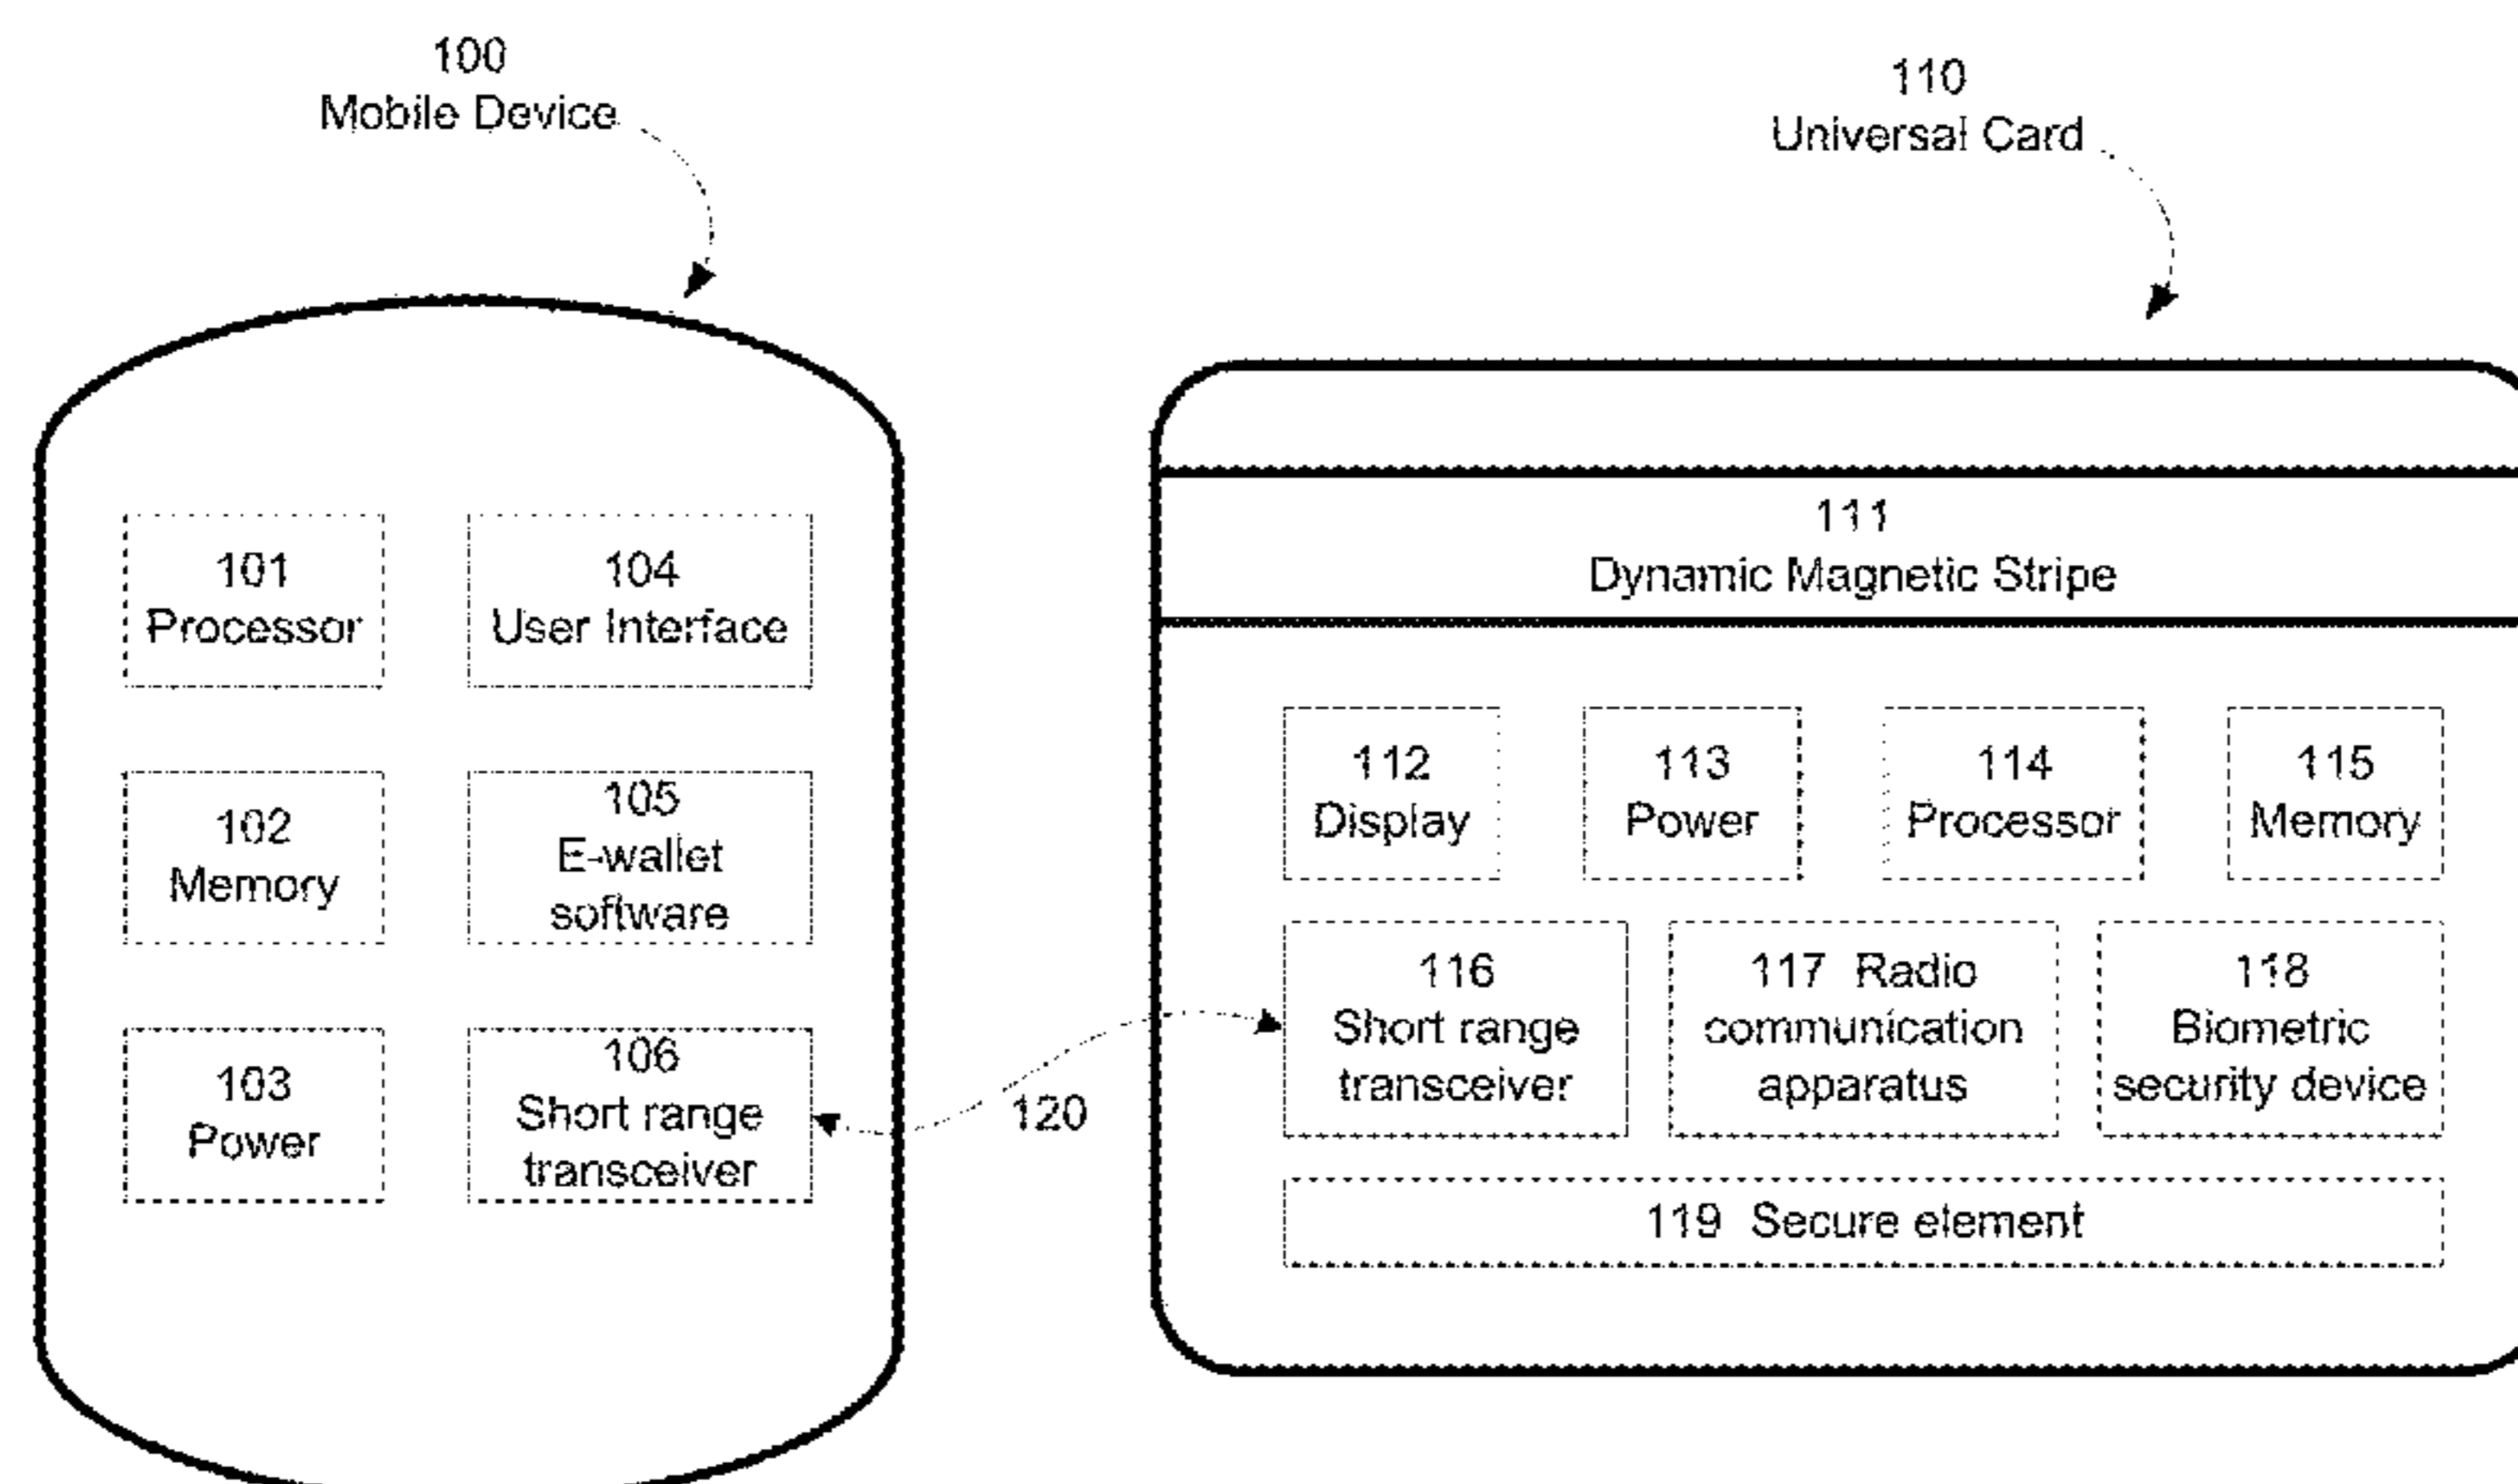 100
Mobile Device
110
Universal Card
101
Processor
104
User Interface
102
Memory
105
E-wallet
software
103
Power
106
Short range
transceiver
120
111
Dynamic Magnetic Stripe
112
Display
113
Power
114
Processor
115
Memory
116
Short range
transceiver
117 Radio
communication
apparatus
118
Biometric
security device
119 Secure element